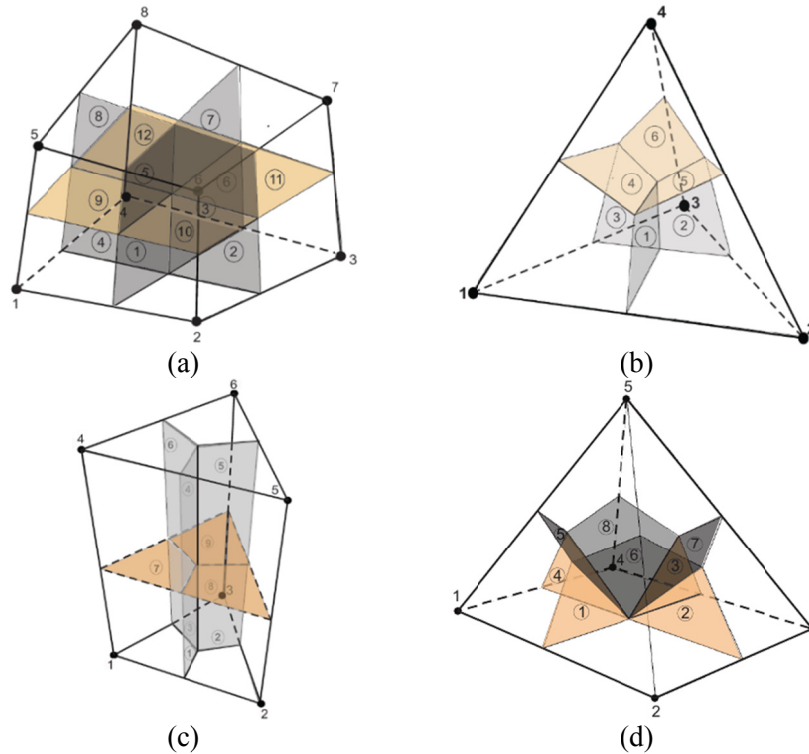 8
7
⑧ ⑦
5 ⑫
⑤ 6 ⑥ ⑪
⑨ 4 3
④ ① ⑩ ②
3
1
2
(a)
4
⑥
④ ⑤
③ ① ② 3
1
(b)
6
⑥
4 ⑤
④
5
⑨
⑦
⑧ 3
③ ②
1 ①
2
(c)
5
⑧
5 ⑥ ⑦
④ 4 ③
1 ① ②
2
(d)